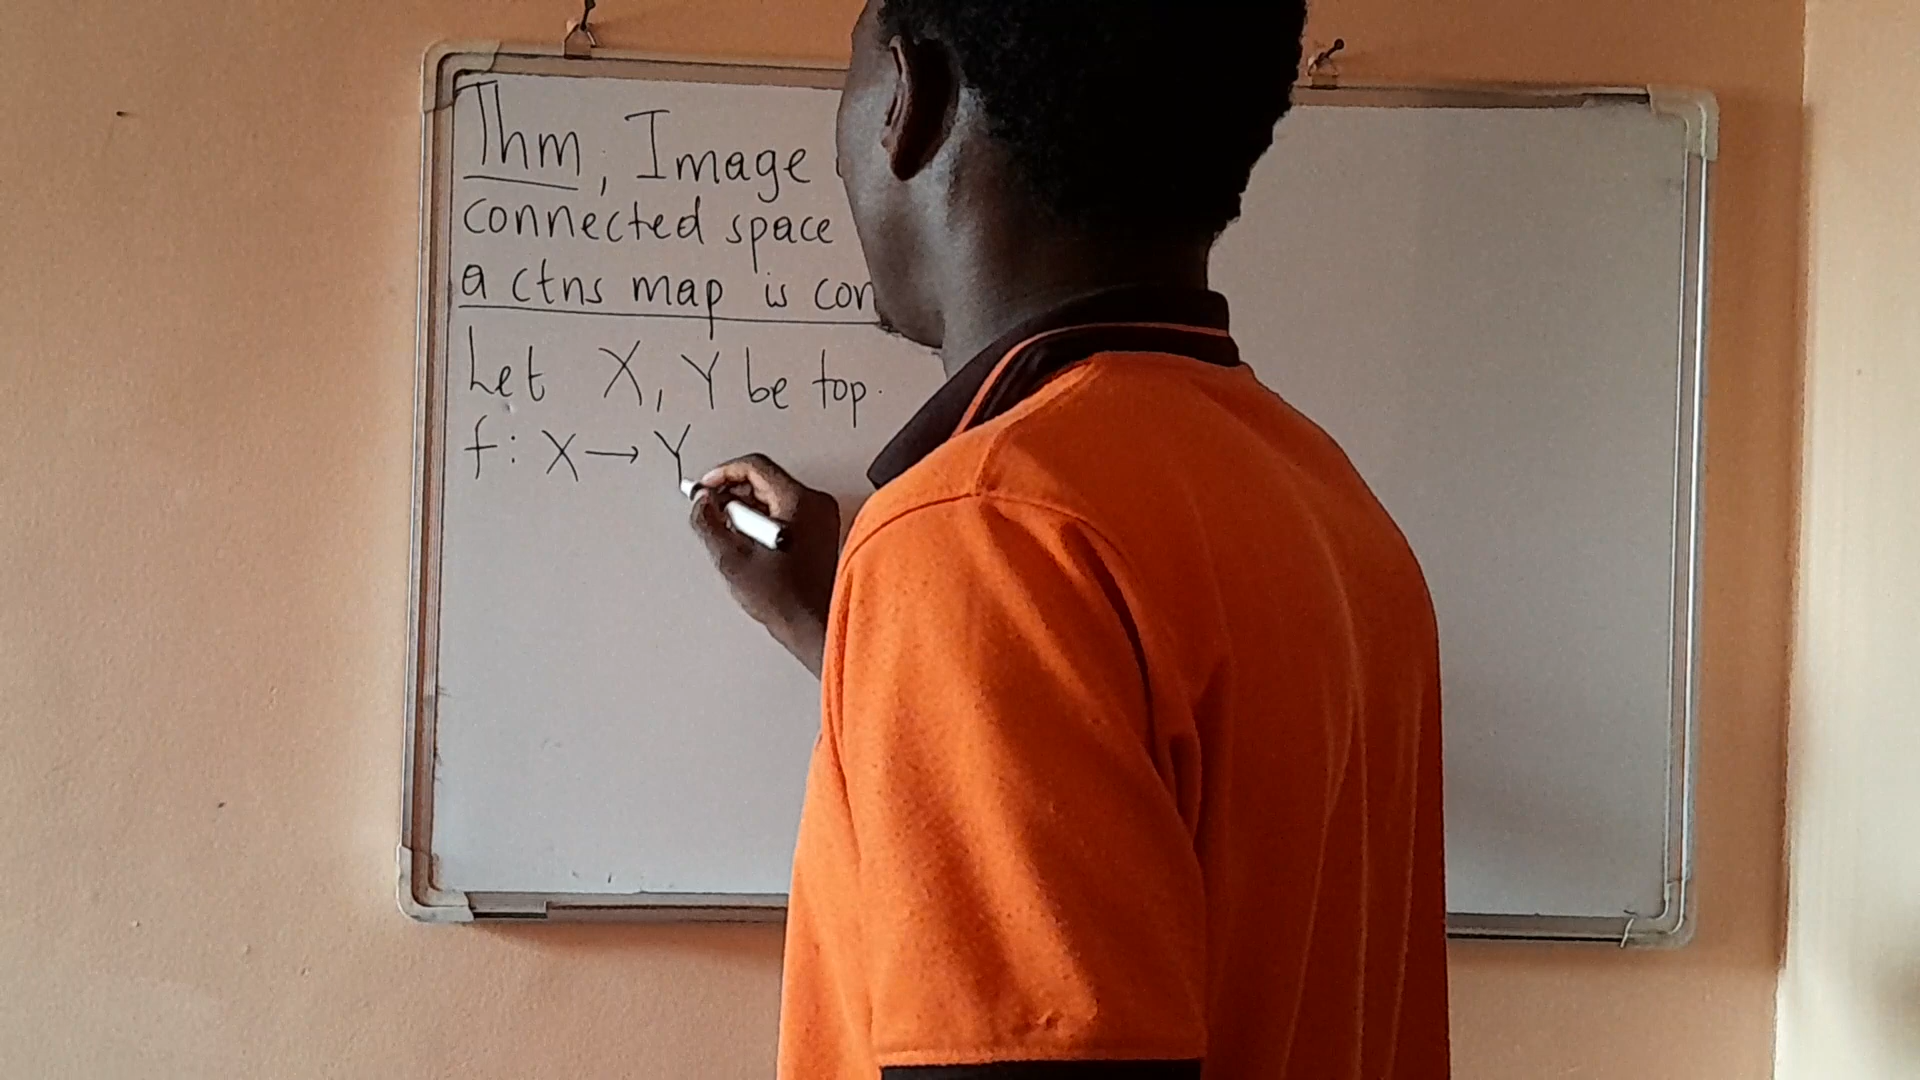 Thm, Image
connected space
a ctns map is con
Let X, Y be top.
f: X → Y